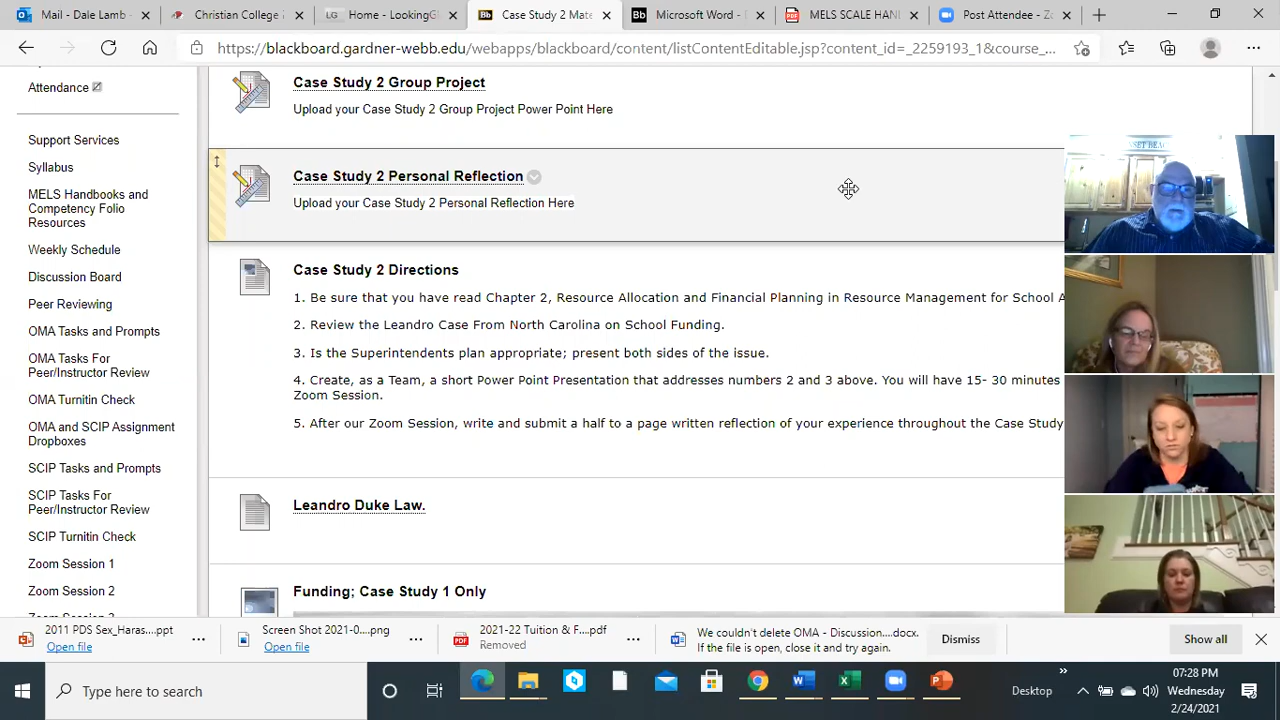 Mail - Dale Lamb -
Christian College
Home - LookingG
Case Study 2 Mate
Microsoft Word - B
MELS SCALE HAN
Post Attendee - Zo
https://blackboard.gardner-webb.edu/webapps/blackboard/content/listContentEditable.jsp?content_id=_2259193_1&course_...
Attendance
Support Services
Syllabus
MELS Handbooks and
Competency Folio
Resources
Weekly Schedule
Discussion Board
Peer Reviewing
OMA Tasks and Prompts
OMA Tasks For
Peer/Instructor Review
OMA Turnitin Check
OMA and SCIP Assignment
Dropboxes
SCIP Tasks and Prompts
SCIP Tasks For
Peer/Instructor Review
SCIP Turnitin Check
Zoom Session 1
Zoom Session 2
Case Study 2 Group Project
Upload your Case Study 2 Group Project Power Point Here
Case Study 2 Personal Reflection
Upload your Case Study 2 Personal Reflection Here
Case Study 2 Directions
1. Be sure that you have read Chapter 2, Resource Allocation and Financial Planning in Resource Management for School A
2. Review the Leandro Case From North Carolina on School Funding.
3. Is the Superintendents plan appropriate; present both sides of the issue.
4. Create, as a Team, a short Power Point Presentation that addresses numbers 2 and 3 above. You will have 15- 30 minutes
Zoom Session.
5. After our Zoom Session, write and submit a half to a page written reflection of your experience throughout the Case Study
Leandro Duke Law.
Funding; Case Study 1 Only
2011 PDS Sex_Haras....ppt
Open file
Screen Shot 2021-0....png
Open file
2021-22 Tuition & F....pdf
Removed
We couldn't delete OMA - Discussion....docx.
If the file is open, close it and try again.
Dismiss
Show all
Type here to search
Desktop
07:28 PM
Wednesday
2/24/2021